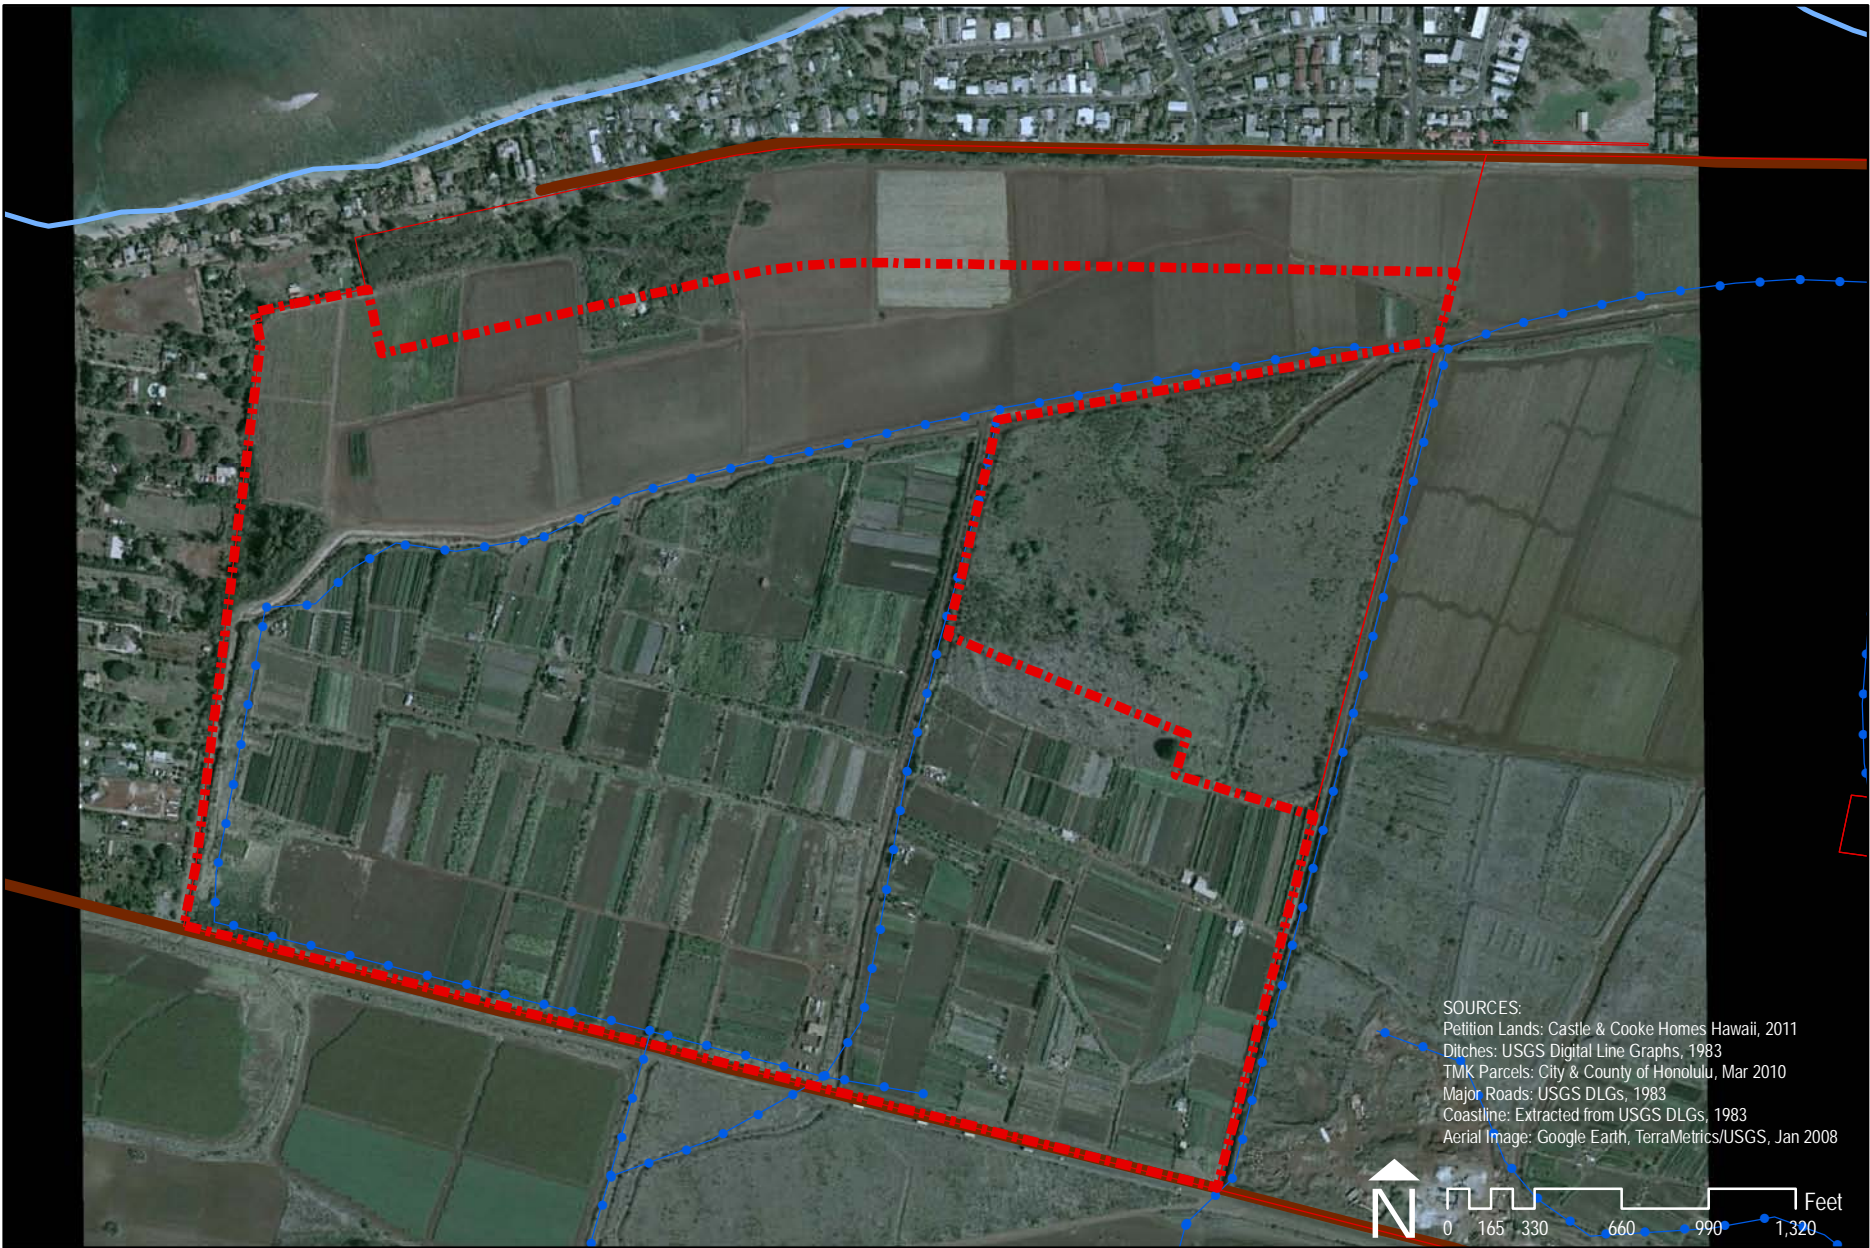 SOURCES:
Petition Lands: Castle & Cooke Homes Hawaii, 2011
Ditches: USGS Digital Line Graphs, 1983
TMK Parcels: City & County of Honolulu, Mar 2010
Major Roads: USGS DLGs, 1983
Coastline: Extracted from USGS DLGs, 1983
Aerial Image: Google Earth, TerraMetrics/USGS, Jan 2008
N
Feet
0 165 330 660 990 1,320